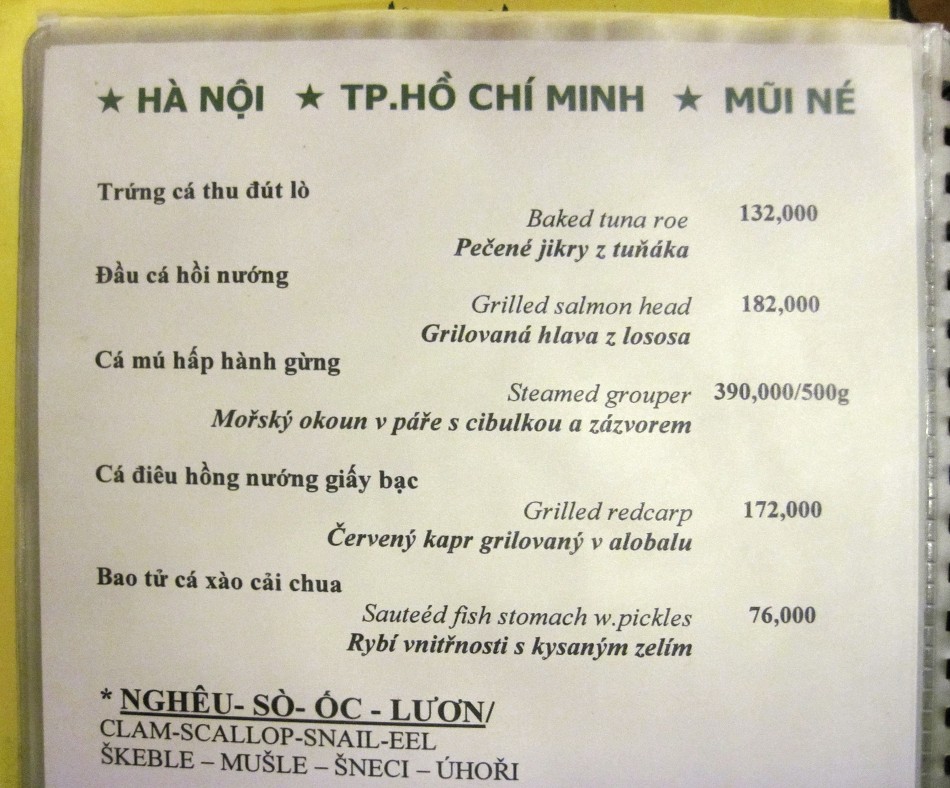 ★ HÀ NỘI ★ TP.HỒ CHÍ MINH ★ MŨI NÉ
Trứng cá thu đút lò
Baked tuna roe 132,000
Pečené jikry z tuňáka
Đầu cá hồi nướng
Grilled salmon head 182,000
Grilovaná hlava z lososa
Cá mú hấp hành gừng
Steamed grouper 390,000/500g
Mořský okoun v páře s cibulkou a zázvorem
Cá điêu hồng nướng giấy bạc
Grilled redcarp 172,000
Červený kapr grilovaný v alobalu
Bao tử cá xào cải chua
Sauteéd fish stomach w.pickles 76,000
Rybí vnitřnosti s kysaným zelím
* NGHÊU- SÒ- ỐC - LƯƠN/
CLAM-SCALLOP-SNAIL-EEL
ŠKEBLE – MUŠLE – ŠNECI – ÚHOŘI